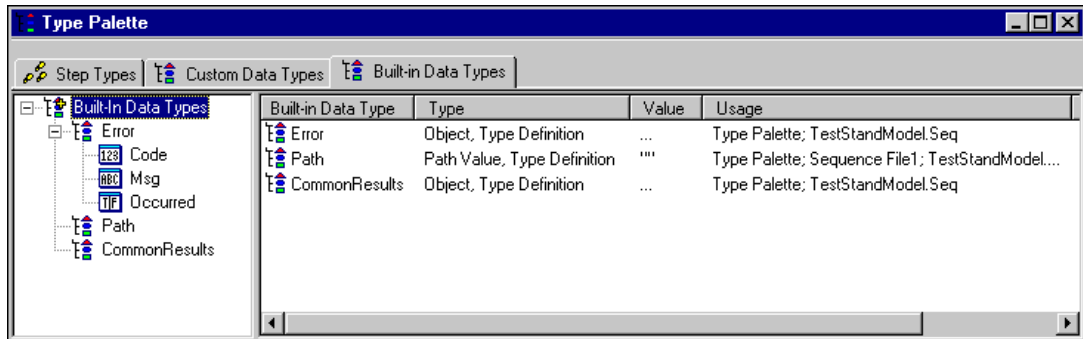 Type Palette
Step Types Custom Data Types Built-in Data Types
Built-In Data Types
Error
123 Code
ABC Msg
T|F Occurred
Path
CommonResults
Built-in Data Type Type Value Usage
Error Object, Type Definition ... Type Palette; TestStandModel.Seq
Path Path Value, Type Definition "" Type Palette; Sequence File1; TestStandModel....
CommonResults Object, Type Definition ... Type Palette; TestStandModel.Seq